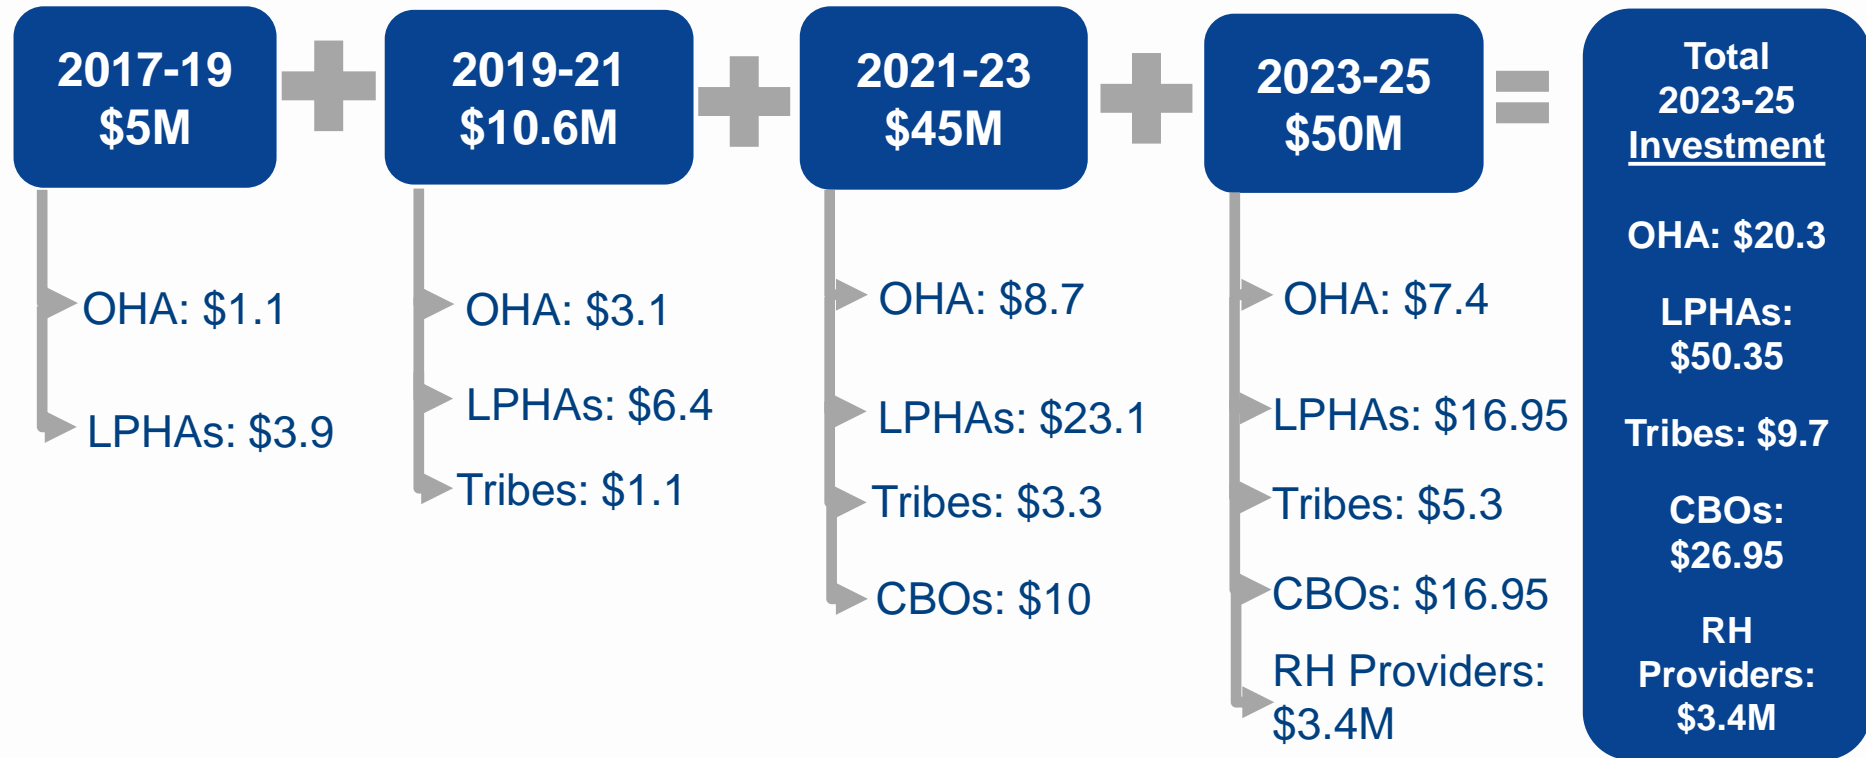 2017-19
$5M
OHA: $1.1
LPHAs: $3.9
2019-21
$10.6M
OHA: $3.1
LPHAs: $6.4
Tribes: $1.1
2021-23
$45M
OHA: $8.7
LPHAs: $23.1
Tribes: $3.3
CBOs: $10
2023-25
$50M
OHA: $7.4
LPHAs: $16.95
Tribes: $5.3
CBOs: $16.95
RH Providers:
$3.4M
Total
2023-25
Investment
OHA: $20.3
LPHAs:
$50.35
Tribes: $9.7
CBOs:
$26.95
RH
Providers:
$3.4M